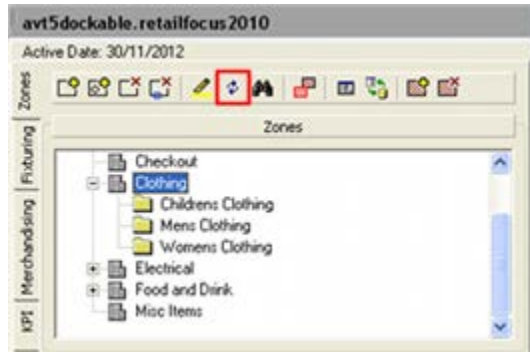 avt5dockable.retailfocus2010
Active Date: 30/11/2012
Zones
Fixturing
Merchandising
KPI
Zones
Checkout
Clothing
Childrens Clothing
Mens Clothing
Womens Clothing
Electrical
Food and Drink
Misc Items